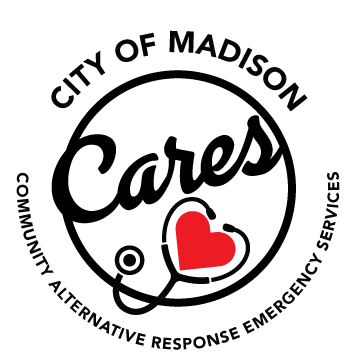 CITY OF MADISON
Cares
COMMUNITY ALTERNATIVE RESPONSE EMERGENCY SERVICES